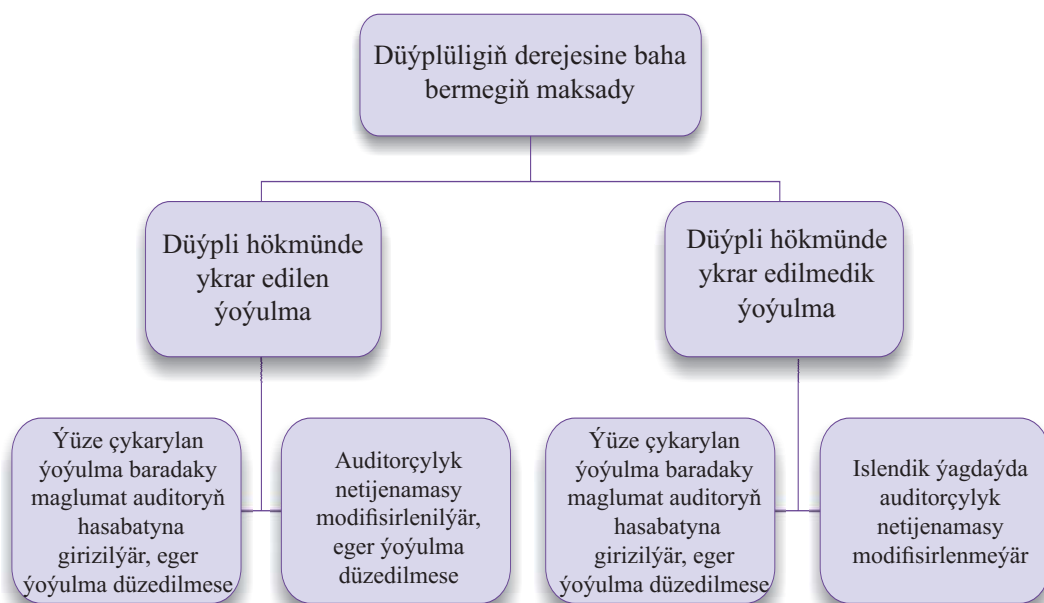 Düýplüligiň derejesine baha
bermegiň maksady
Düýpli hökmünde
ykrar edilen
ýoýulma
Düýpli hökmünde
ykrar edilmedik
ýoýulma
Ýüze çykarylan
ýoýulma baradaky
maglumat auditoryň
hasabatyna
girizilýär, eger
ýoýulma düzedilmese
Auditorçylyk
netijenamasy
modifisirlenilýär,
eger ýoýulma
düzedilmese
Ýüze çykarylan
ýoýulma baradaky
maglumat auditoryň
hasabatyna
girizilýär, eger
ýoýulma düzedilmese
Islendik ýagdaýda
auditorçylyk
netijenamasy
modifisirlenmeýär